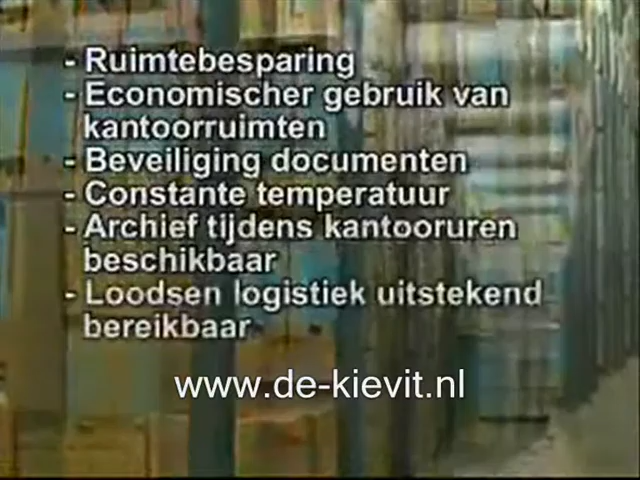 - Ruimtebesparing
- Economischer gebruik van
kantoorruimten
- Beveiliging documenten
- Constante temperatuur
- Archief tijdens kantooruren
beschikbaar
- Loodsen logistiek uitstekend
bereikbaar
www.de-kievit.nl